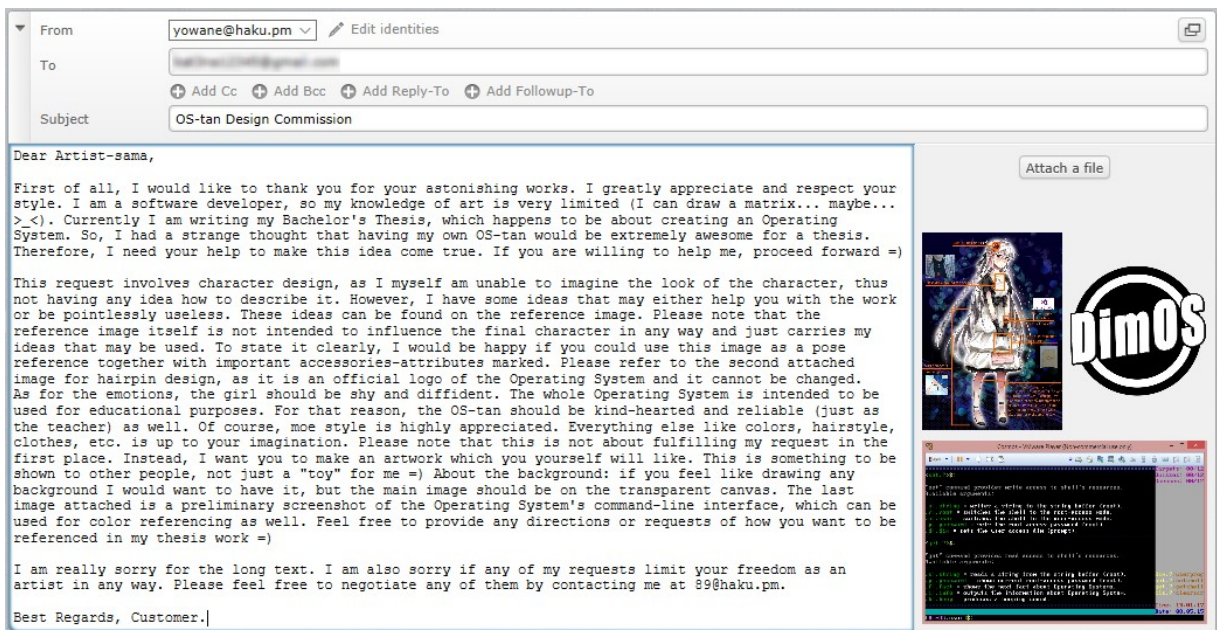 From
yowane@haku.pm
Edit identities
To
Add Cc Add Bcc Add Reply-To Add Followup-To
Subject
OS-tan Design Commission
Dear Artist-sama,
First of all, I would like to thank you for your astonishing works. I greatly appreciate and respect your
style. I am a software developer, so my knowledge of art is very limited (I can draw a matrix... maybe...
>_<). Currently I am writing my Bachelor's Thesis, which happens to be about creating an Operating
System. So, I had a strange thought that having my own OS-tan would be extremely awesome for a thesis.
Therefore, I need your help to make this idea come true. If you are willing to help me, proceed forward =)
This request involves character design, as I myself am unable to imagine the look of the character, thus
not having any idea how to describe it. However, I have some ideas that may either help you with the work
or be pointlessly useless. These ideas can be found on the reference image. Please note that the
reference image itself is not intended to influence the final character in any way and just carries my
ideas that may be used. To state it clearly, I would be happy if you could use this image as a pose
reference together with important accessories-attributes marked. Please refer to the second attached
image for hairpin design, as it is an official logo of the Operating System and it cannot be changed.
As for the emotions, the girl should be shy and diffident. The whole Operating System is intended to be
used for educational purposes. For this reason, the OS-tan should be kind-hearted and reliable (just as
the teacher) as well. Of course, moe-style is highly appreciated. Everything else like colors, hairstyle,
clothes, etc. is up to your imagination. Please note that this is not about fulfilling my request in the
first place. Instead, I want you to make an artwork which you yourself will like. This is something to be
shown to other people, not just a "toy" for me =) About the background: if you feel like drawing any
background I would want to have it, but the main image should be on the transparent canvas. The last
image attached is a preliminary screenshot of the Operating System's command-line interface, which can be
used for color referencing as well. Feel free to provide any directions or requests of how you want to be
referenced in my thesis work =)
I am really sorry for the long text. I am also sorry if any of my requests limit your freedom as an
artist in any way. Please feel free to negotiate any of them by contacting me at 89@haku.pm.
Best Regards, Customer.
Attach a file
DimOS